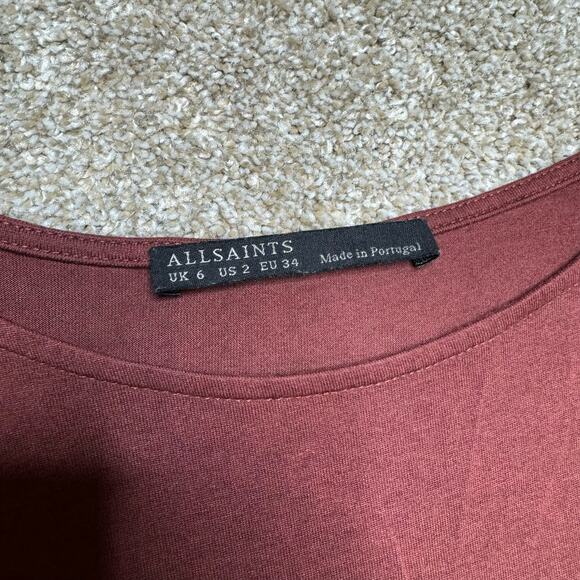 ALLSAINTS
UK 6 US 2 EU 34 Made in Portugal